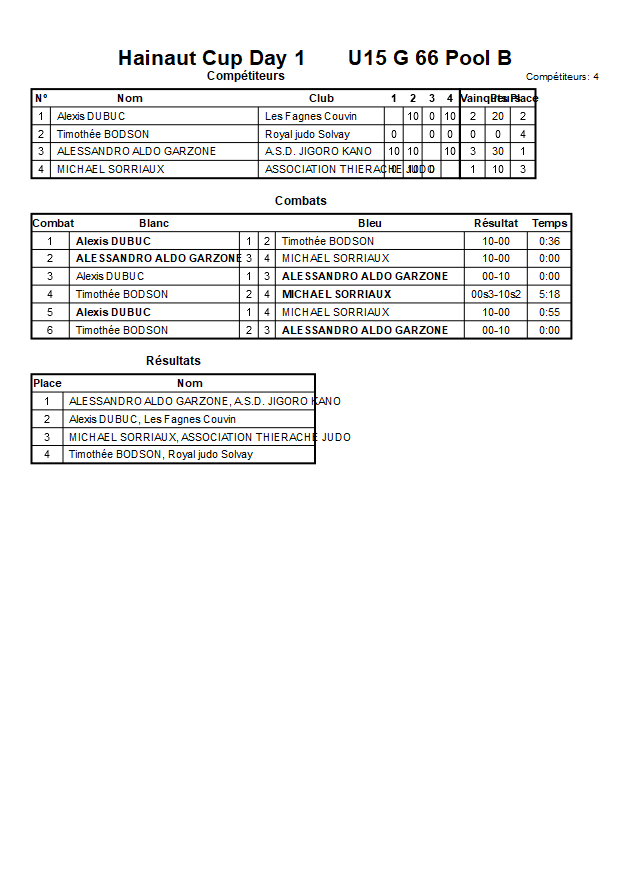 Hainaut Cup Day 1 U15 G 66 Pool B
Compétiteurs Compétiteurs: 4
Nº Nom Club 1 2 3 4 Vainqueurs Place
1 Alexis DUBUC Les Fagnes Couvin 10 0 10 2 20 2
2 Timothée BODSON Royal judo Solvay 0 0 0 0 0 4
3 ALESSANDRO ALDO GARZONE A.S.D. JIGORO KANO 10 10 10 3 30 1
4 MICHAEL SORRIAUX ASSOCIATION THIERACHE JUDO 0 10 0 1 10 3
Combats
Combat Blanc Bleu Résultat Temps
1 Alexis DUBUC 1 2 Timothée BODSON 10-00 0:36
2 ALESSANDRO ALDO GARZONE 3 4 MICHAEL SORRIAUX 10-00 0:00
3 Alexis DUBUC 1 3 ALESSANDRO ALDO GARZONE 00-10 0:00
4 Timothée BODSON 2 4 MICHAEL SORRIAUX 00s3-10s2 5:18
5 Alexis DUBUC 1 4 MICHAEL SORRIAUX 10-00 0:55
6 Timothée BODSON 2 3 ALESSANDRO ALDO GARZONE 00-10 0:00
Résultats
Place Nom
1 ALESSANDRO ALDO GARZONE, A.S.D. JIGORO KANO
2 Alexis DUBUC, Les Fagnes Couvin
3 MICHAEL SORRIAUX, ASSOCIATION THIERACHE JUDO
4 Timothée BODSON, Royal judo Solvay